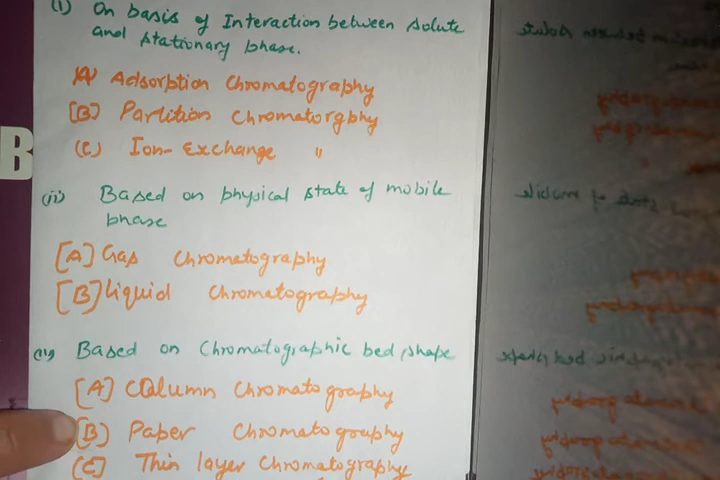 (i) On basis of Interaction between solute
and stationary phase.
(A) Adsorption Chromatography
[B] Partition Chromatorgphy
(C) Ion-Exchange "
(ii) Based on physical state of mobile
phase
[A] Gas Chromatography
[B] Liquid Chromatography
Based on Chromatographic bed shape
[A] Column Chromatography
[B] Paper Chromatography
[C] Thin layer Chromatography
B